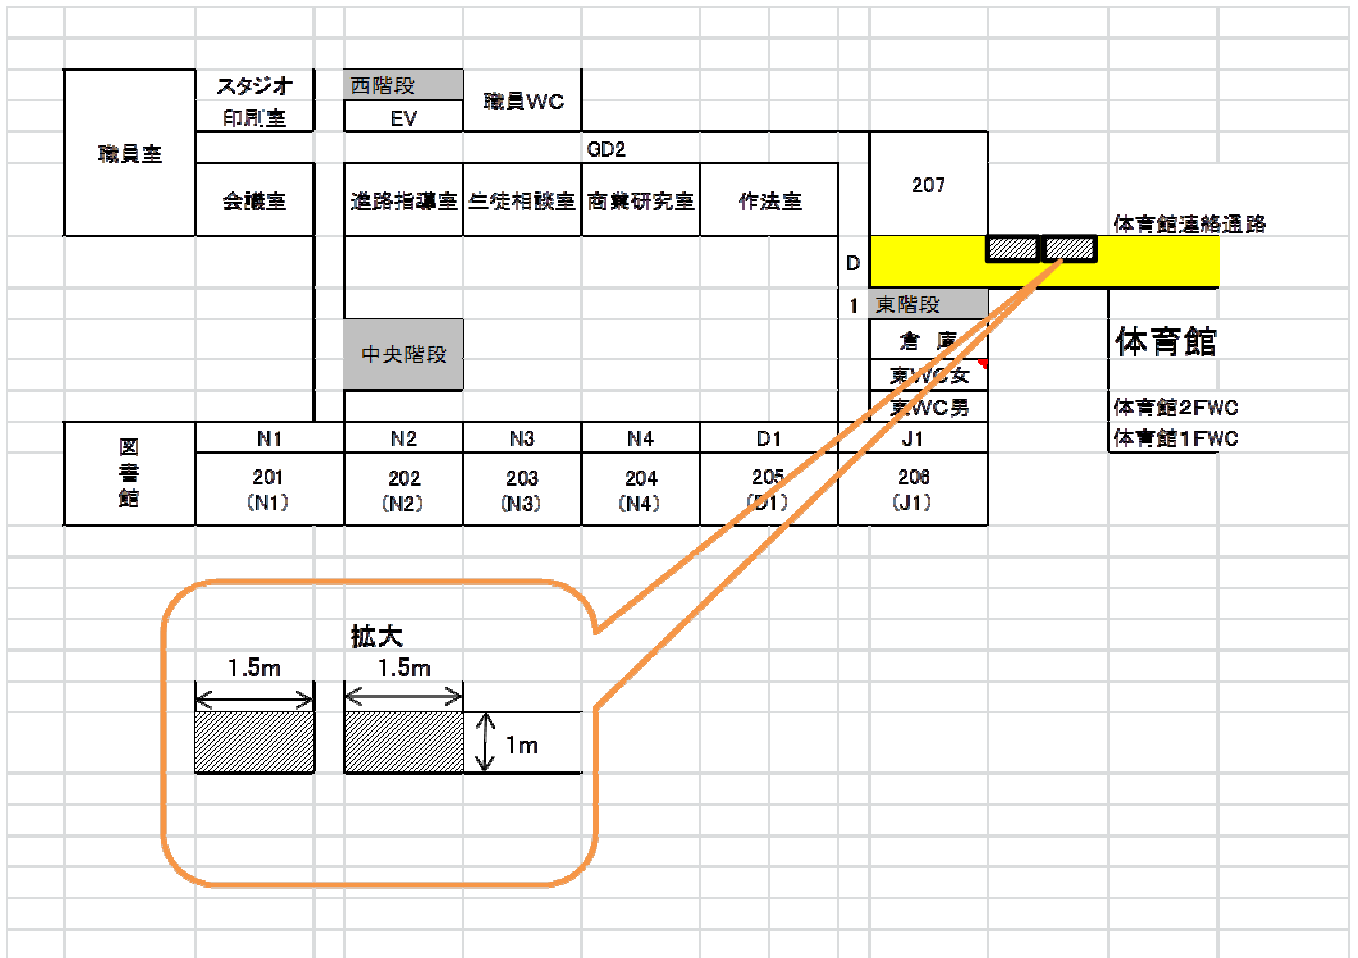 スタジオ
西階段
職員WC
印刷室
EV
職員室
GD2
207
会議室
進路指導室
生徒相談室
商業研究室
作法室
体育館連絡通路
D
1
東階段
体育館
倉 庫
中央階段
東WC女
東WC男
体育館2FWC
図書館
N1
N2
N3
N4
D1
J1
体育館1FWC
201
(N1)
202
(N2)
203
(N3)
204
(N4)
205
(D1)
206
(J1)
拡大
1.5m
1.5m
1m